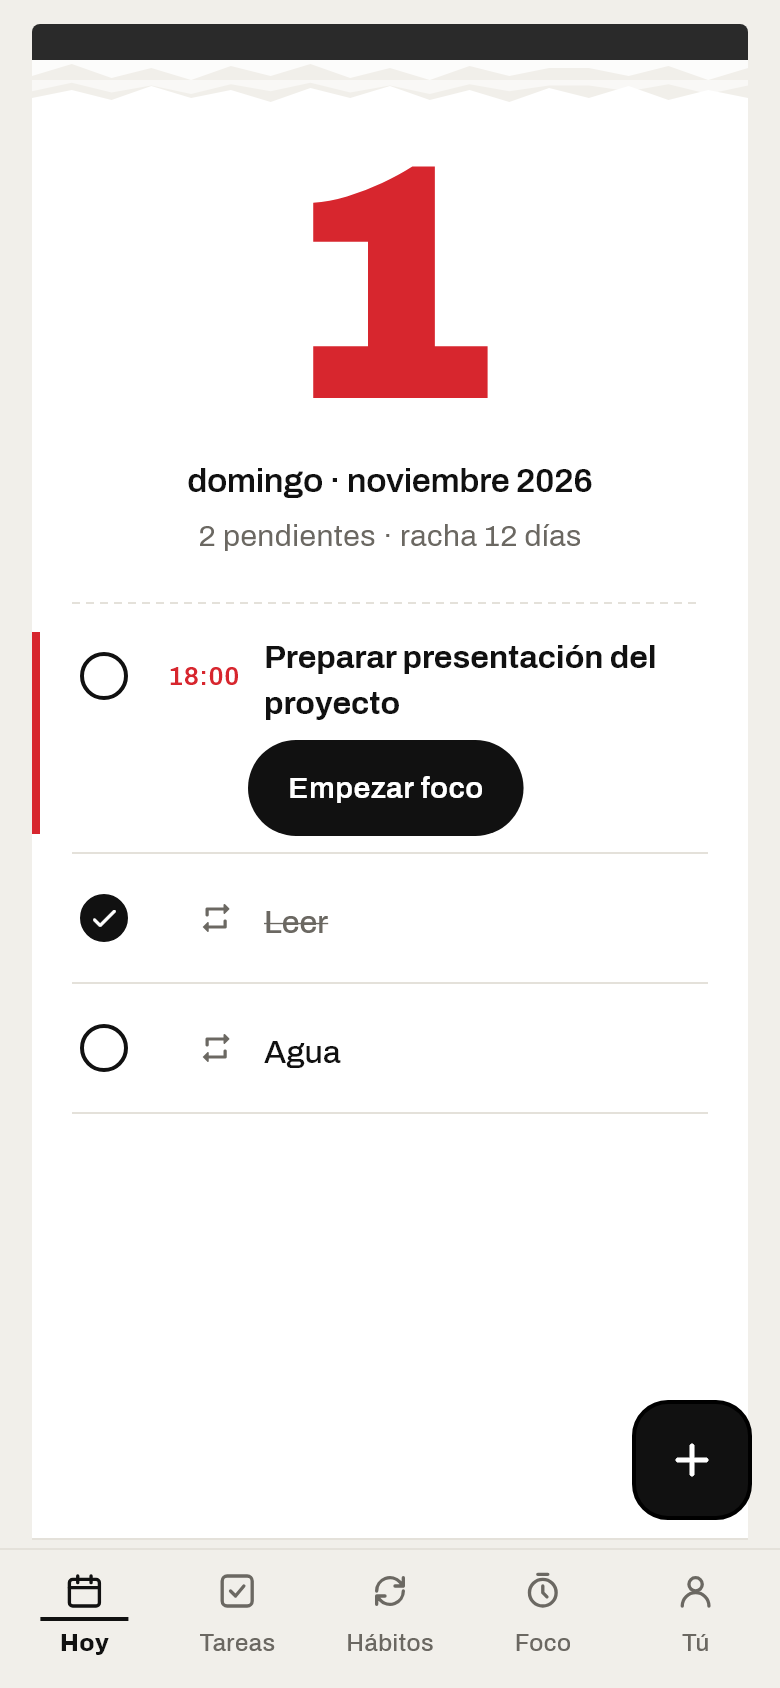 1
domingo · noviembre 2026
2 pendientes · racha 12 días
18:00 Preparar presentación del
proyecto
Empezar foco
Leer
Agua
Hoy Tareas Hábitos Foco Tú